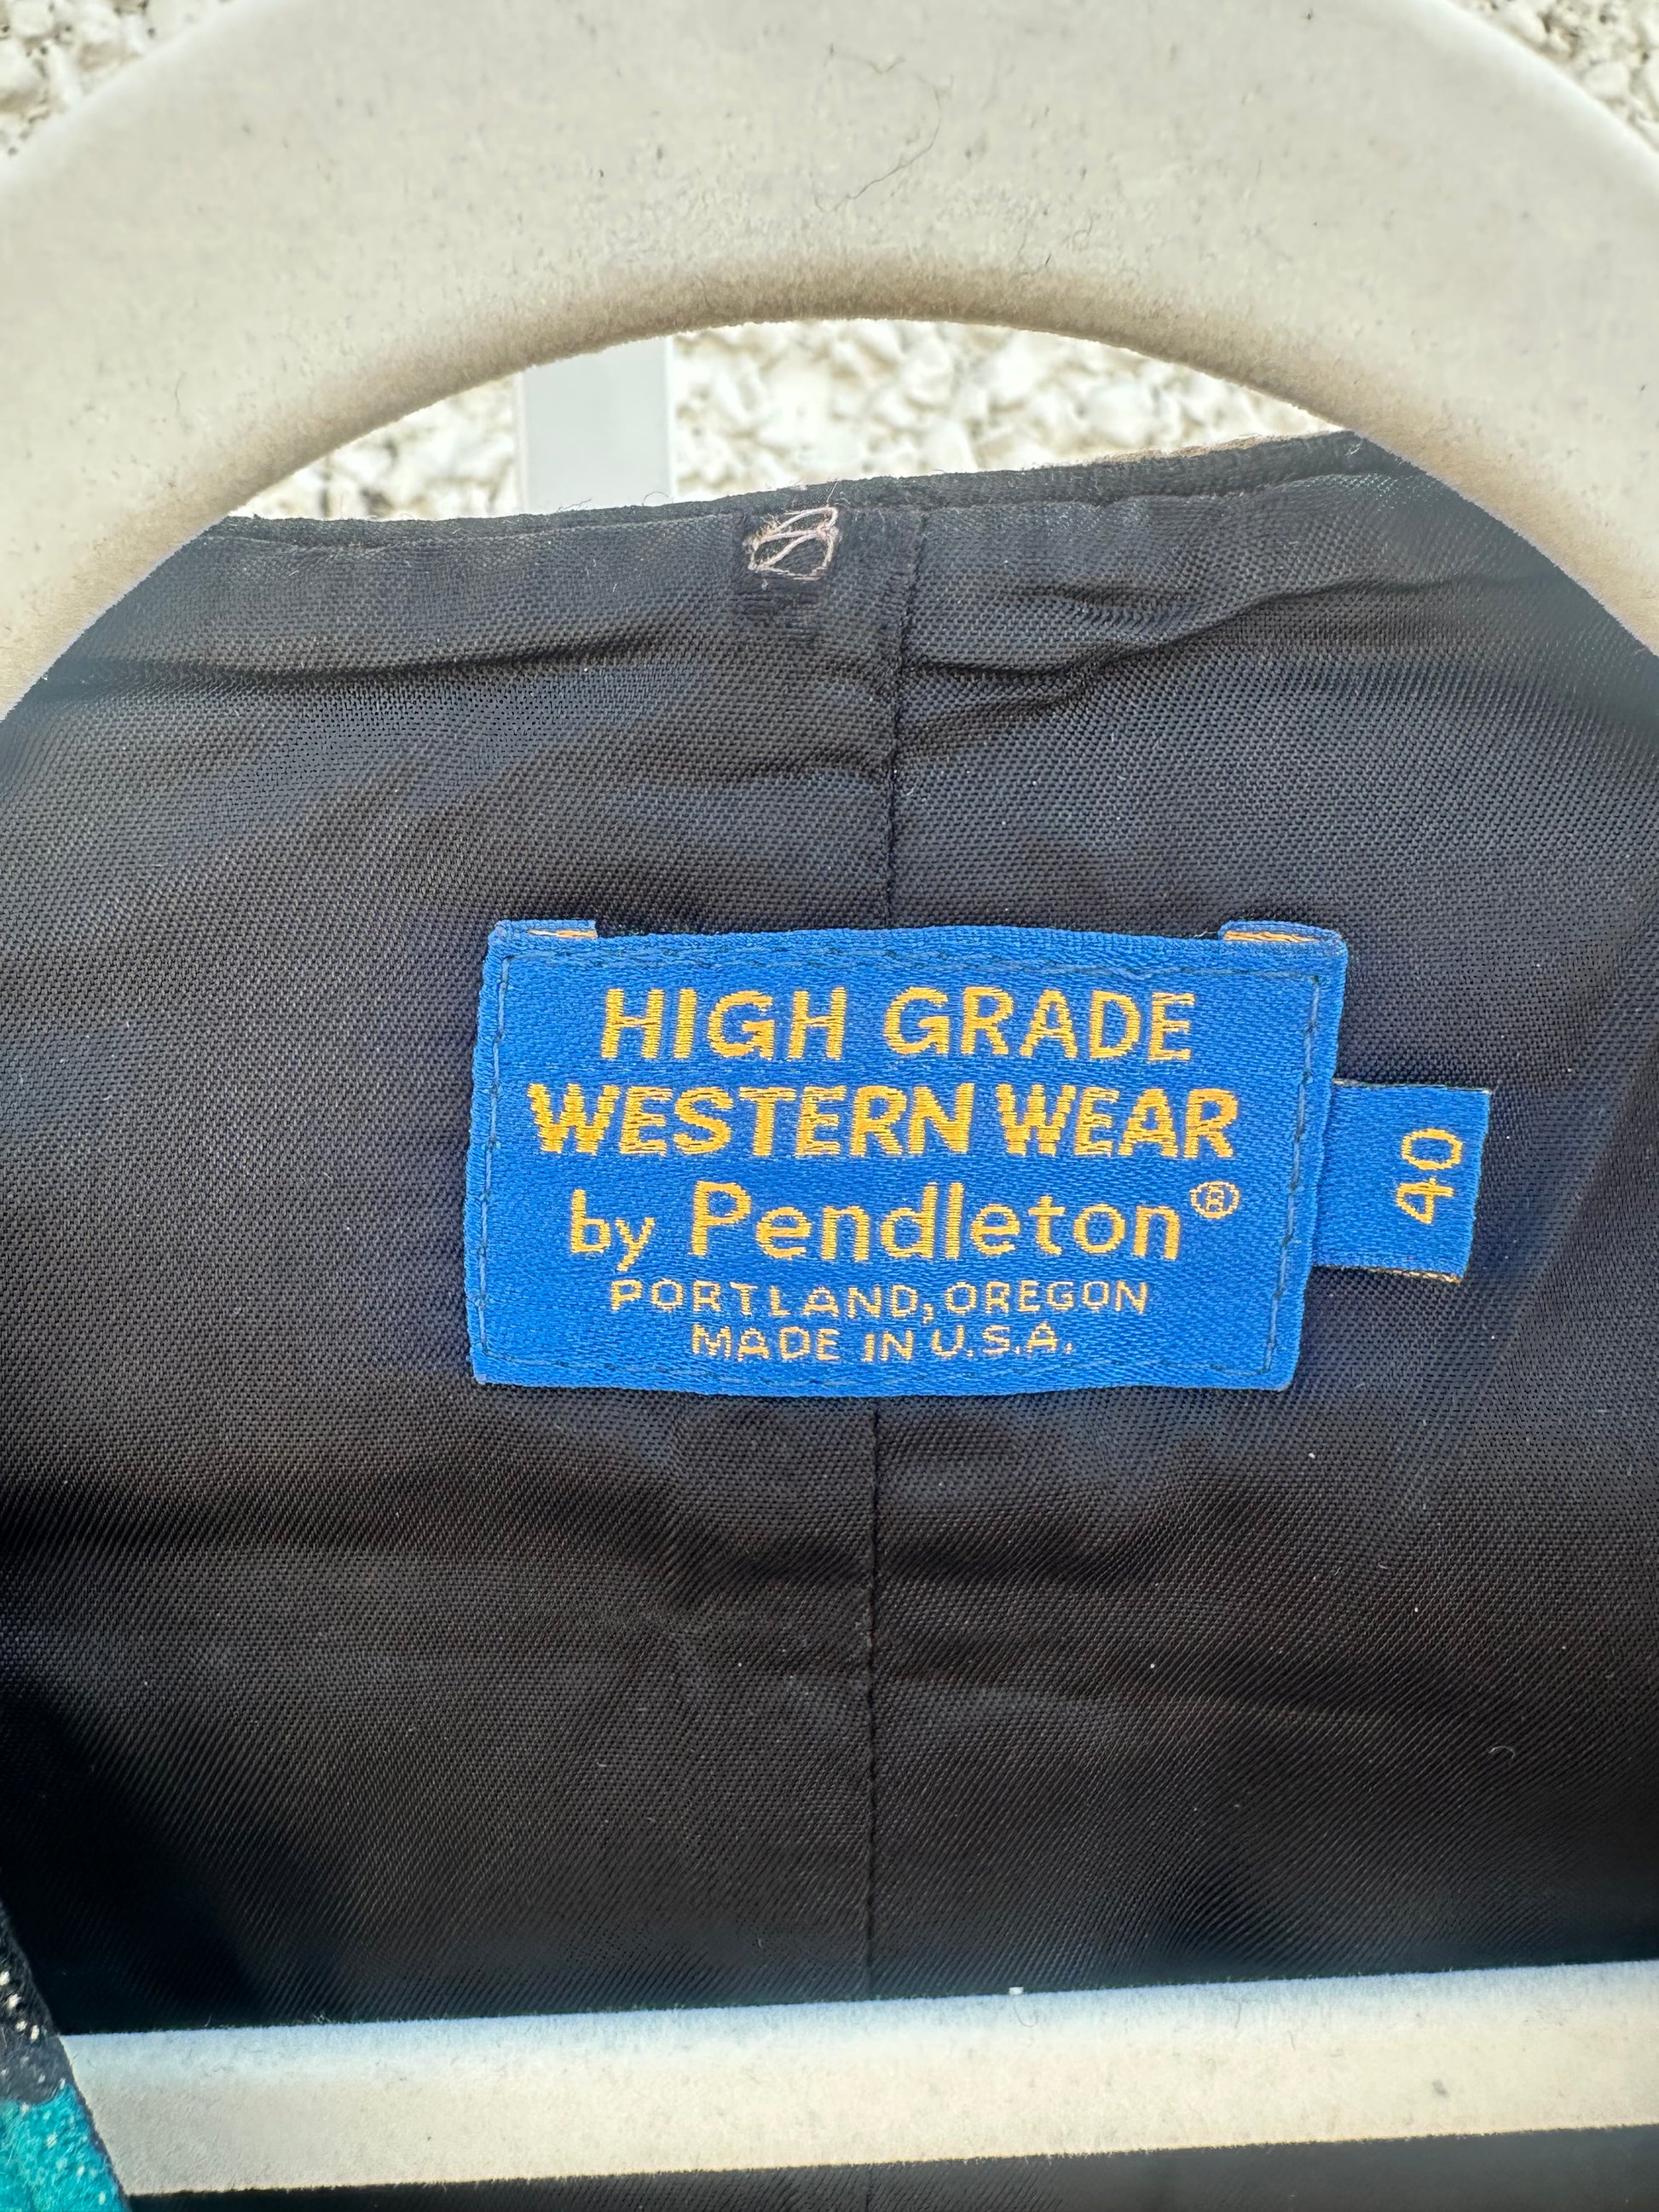 HIGH GRADE
WESTERN WEAR
by Pendleton®
PORTLAND, OREGON
MADE IN U.S.A.
40